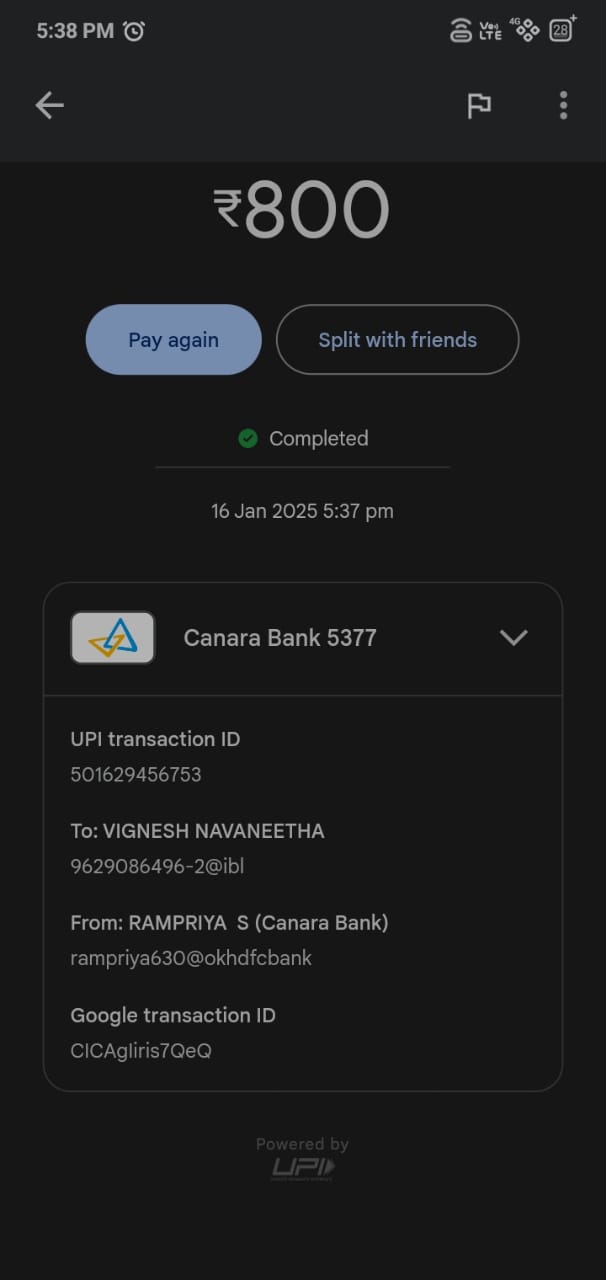 5:38 PM
Vo)) LTE
4G
28
₹800
Pay again
Split with friends
Completed
16 Jan 2025 5:37 pm
Canara Bank 5377
UPI transaction ID
501629456753
To: VIGNESH NAVANEETHA
9629086496-2@ibl
From: RAMPRIYA  S (Canara Bank)
rampriya630@okhdfcbank
Google transaction ID
CICAgIiris7QeQ
Powered by
UPI